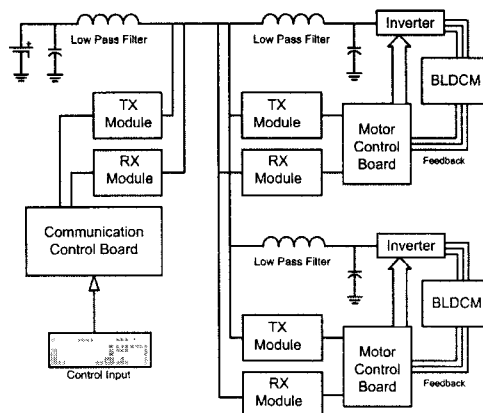 Low Pass Filter
Low Pass Filter
Inverter
BLDCM
TX
Module
RX
Module
TX
Module
RX
Module
Motor
Control
Board
Feedback
Communication
Control Board
Control Input
Low Pass Filter
Inverter
BLDCM
TX
Module
RX
Module
Motor
Control
Board
Feedback